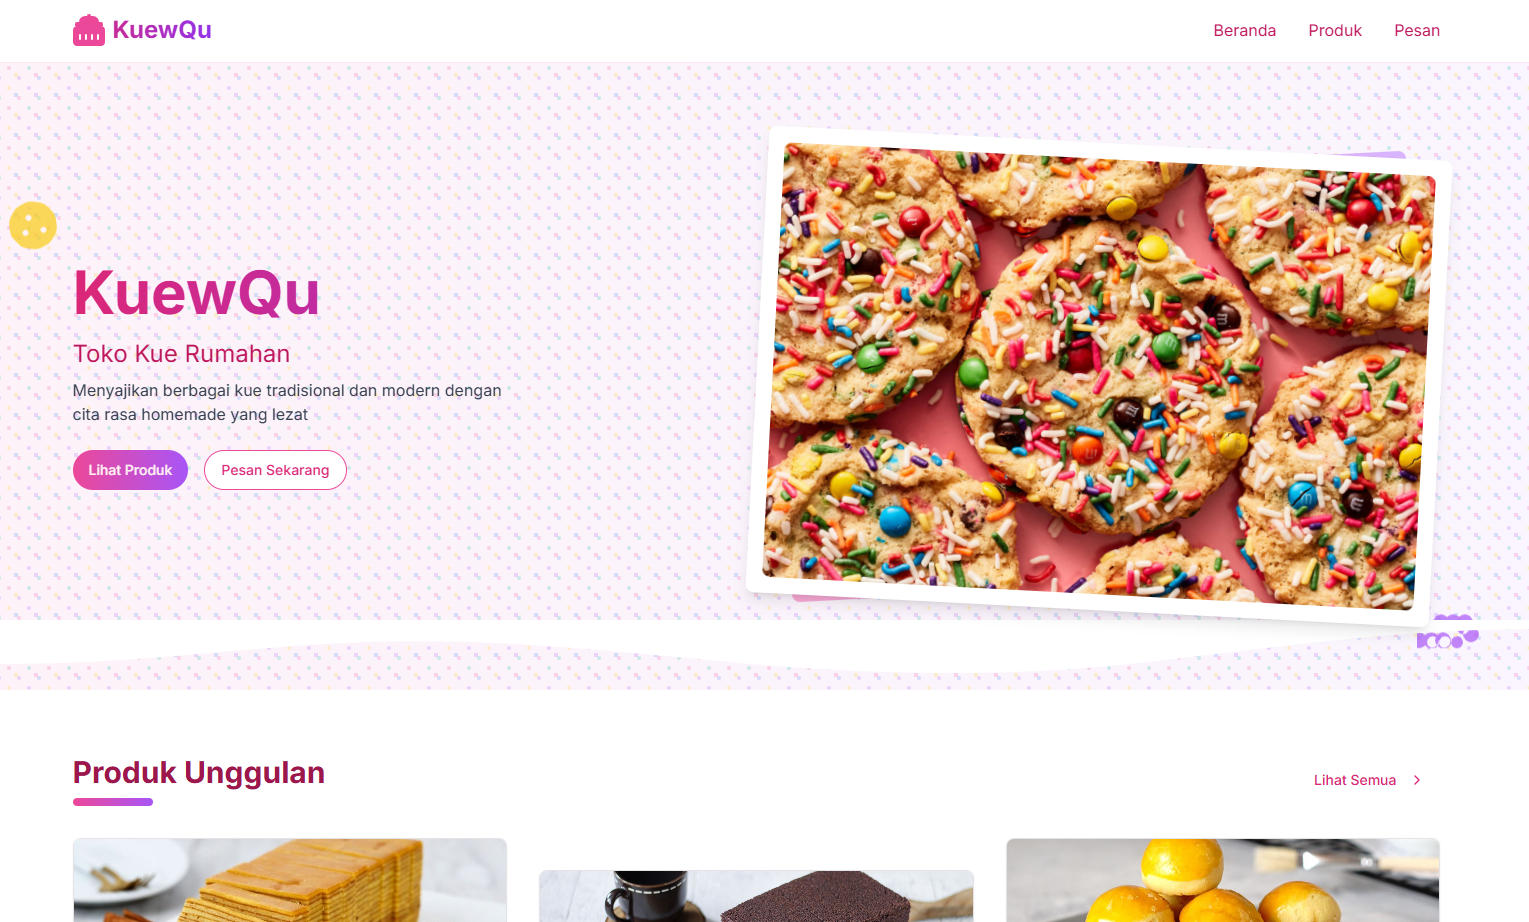 KuewQu
Beranda
Produk
Pesan
KuewQu
Toko Kue Rumahan
Menyajikan berbagai kue tradisional dan modern dengan
cita rasa homemade yang lezat
Lihat Produk
Pesan Sekarang
Produk Unggulan
Lihat Semua